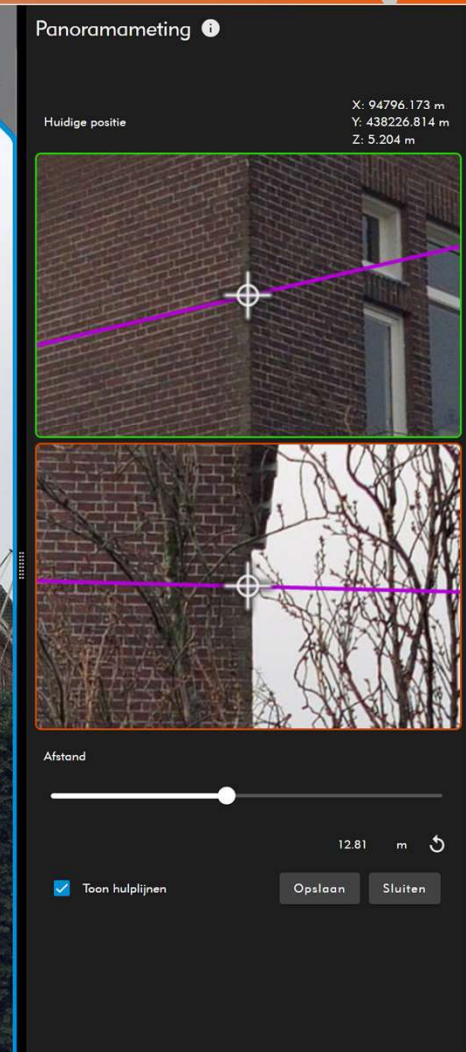 Panoramameting
Huidige positie
X: 94796.173 m
Y: 438226.814 m
Z: 5.204 m
Afstand
12.81 m
Toon hulplijnen
Opslaan
Sluiten